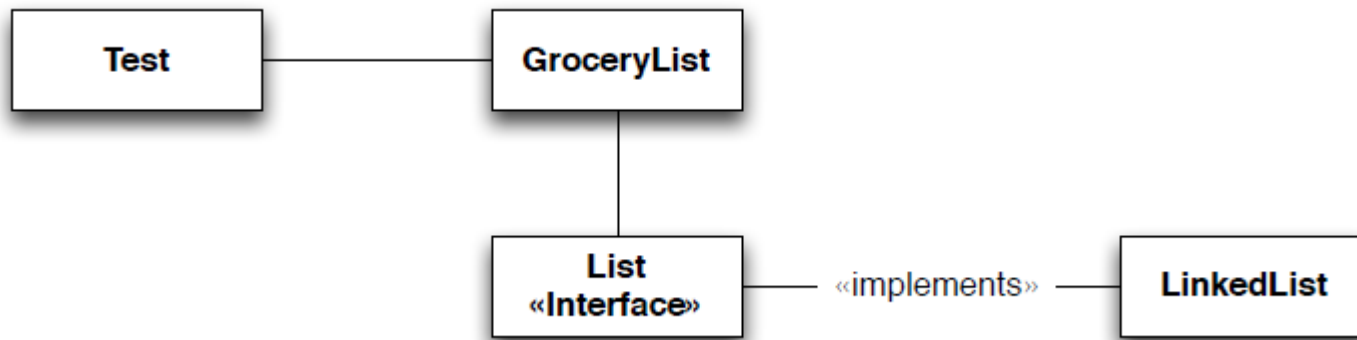 Test
GroceryList
List
«Interface»
«implements»
LinkedList